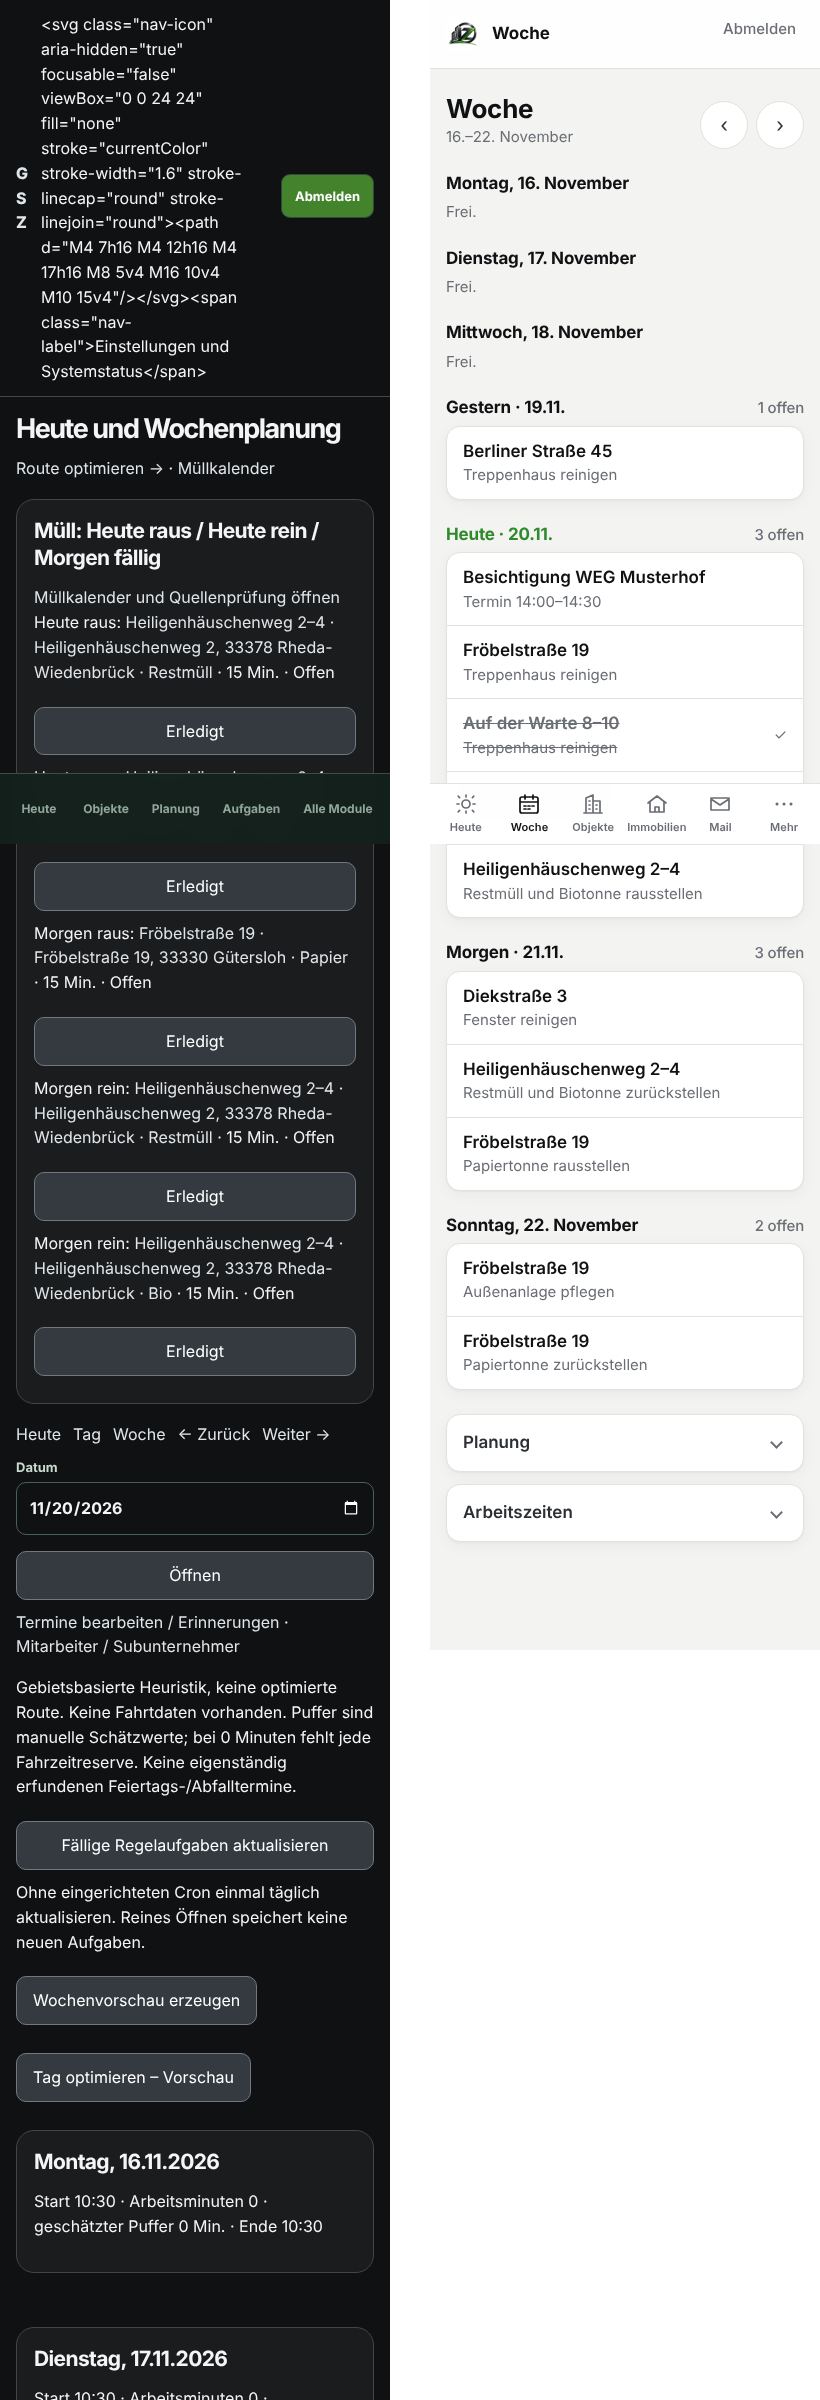 <svg class="nav-icon"
aria-hidden="true"
focusable="false"
viewBox="0 0 24 24"
fill="none"
stroke="currentColor"
G
stroke-width="1.6" stroke-
S
linecap="round" stroke-
Abmelden
Z
linejoin="round"><path
d="M4 7h16 M4 12h16 M4
17h16 M8 5v4 M16 10v4
M10 15v4"/></svg><span
class="nav-
label">Einstellungen und
Systemstatus</span>
Heute und Wochenplanung
Route optimieren → · Müllkalender
Müll: Heute raus / Heute rein /
Morgen fällig
Müllkalender und Quellenprüfung öffnen
Heute raus: Heiligenhäuschenweg 2–4 ·
Heiligenhäuschenweg 2, 33378 Rheda-
Wiedenbrück · Restmüll · 15 Min. · Offen
Erledigt
Heute Objekte Planung Aufgaben Alle Module
Erledigt
Morgen raus: Fröbelstraße 19 ·
Fröbelstraße 19, 33330 Gütersloh · Papier
· 15 Min. · Offen
Erledigt
Morgen rein: Heiligenhäuschenweg 2–4 ·
Heiligenhäuschenweg 2, 33378 Rheda-
Wiedenbrück · Restmüll · 15 Min. · Offen
Erledigt
Morgen rein: Heiligenhäuschenweg 2–4 ·
Heiligenhäuschenweg 2, 33378 Rheda-
Wiedenbrück · Bio · 15 Min. · Offen
Erledigt
Heute Tag Woche ← Zurück Weiter →
Datum
11/20/2026
Öffnen
Termine bearbeiten / Erinnerungen ·
Mitarbeiter / Subunternehmer
Gebietsbasierte Heuristik, keine optimierte
Route. Keine Fahrtdaten vorhanden. Puffer sind
manuelle Schätzwerte; bei 0 Minuten fehlt jede
Fahrzeitreserve. Keine eigenständig
erfundenen Feiertags-/Abfalltermine.
Fällige Regelaufgaben aktualisieren
Ohne eingerichteten Cron einmal täglich
aktualisieren. Reines Öffnen speichert keine
neuen Aufgaben.
Wochenvorschau erzeugen
Tag optimieren – Vorschau
Montag, 16.11.2026
Start 10:30 · Arbeitsminuten 0 ·
geschätzter Puffer 0 Min. · Ende 10:30
Dienstag, 17.11.2026
Start 10:30 · Arbeitsminuten 0 ·
Woche
Abmelden
Woche
16.–22. November
‹ ›
Montag, 16. November
Frei.
Dienstag, 17. November
Frei.
Mittwoch, 18. November
Frei.
Gestern · 19.11. 1 offen
Berliner Straße 45
Treppenhaus reinigen
Heute · 20.11. 3 offen
Besichtigung WEG Musterhof
Termin 14:00–14:30
Fröbelstraße 19
Treppenhaus reinigen
Auf der Warte 8–10
Treppenhaus reinigen
Heute Woche Objekte Immobilien Mail Mehr
Heiligenhäuschenweg 2–4
Restmüll und Biotonne rausstellen
Morgen · 21.11. 3 offen
Diekstraße 3
Fenster reinigen
Heiligenhäuschenweg 2–4
Restmüll und Biotonne zurückstellen
Fröbelstraße 19
Papiertonne rausstellen
Sonntag, 22. November 2 offen
Fröbelstraße 19
Außenanlage pflegen
Fröbelstraße 19
Papiertonne zurückstellen
Planung
Arbeitszeiten